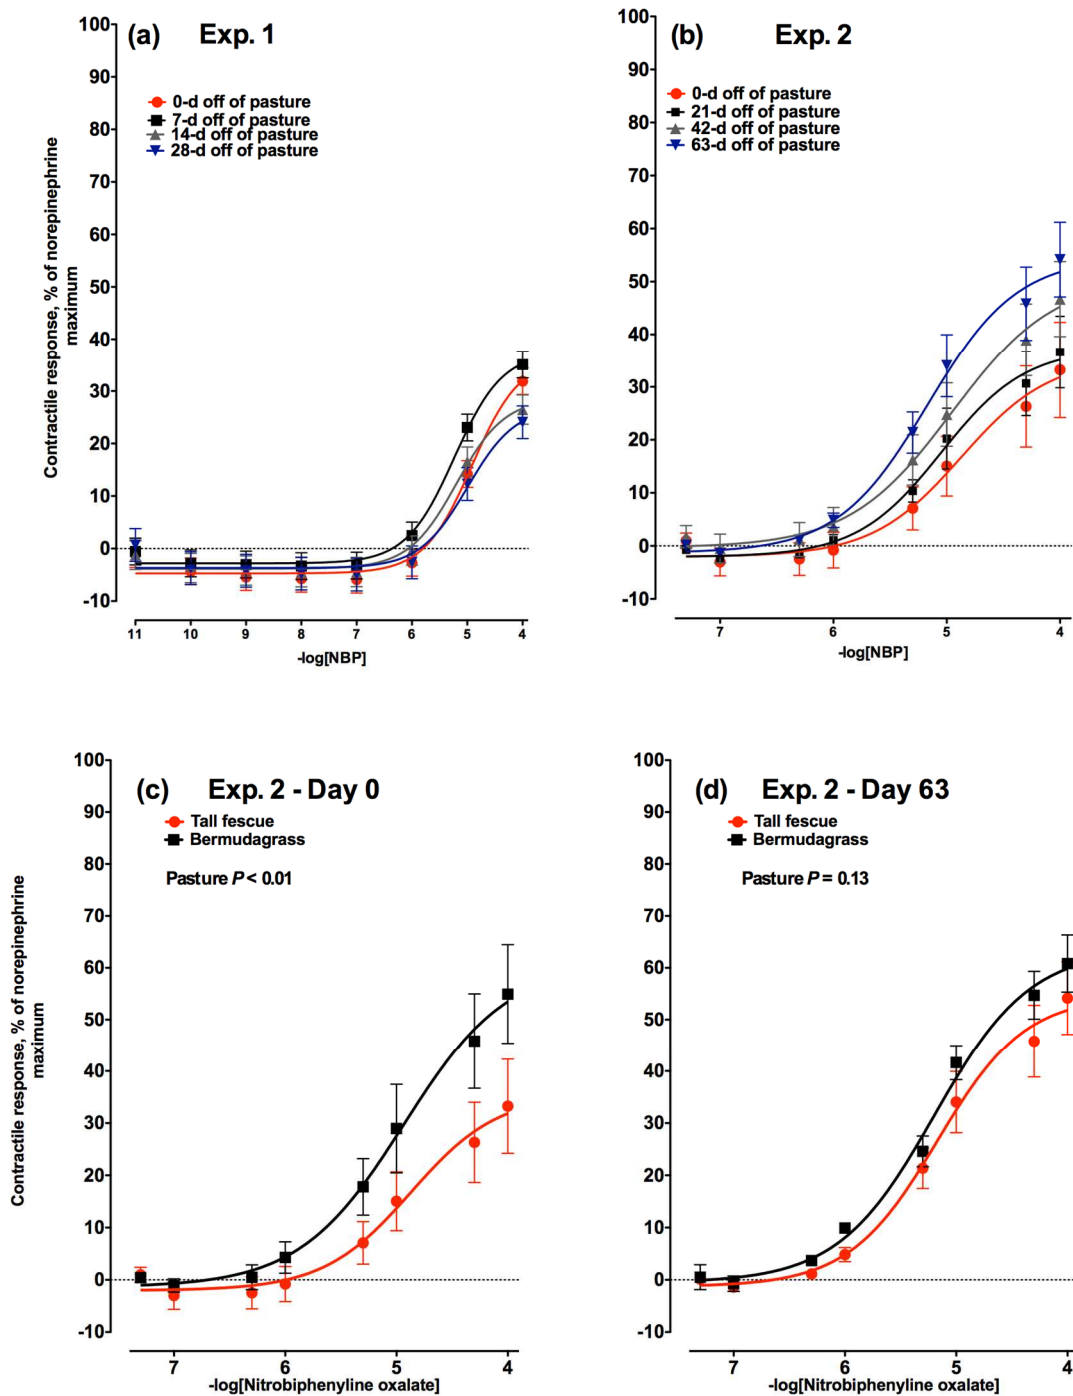 (a) Exp. 1
0-d off of pasture
7-d off of pasture
14-d off of pasture
28-d off of pasture
Contractile response, % of norepinephrine
maximum
100
90
80
70
60
50
40
30
20
10
0
-10
11 10 9 8 7 6 5 4
-log[NBP]
(b) Exp. 2
0-d off of pasture
21-d off of pasture
42-d off of pasture
63-d off of pasture
100
90
80
70
60
50
40
30
20
10
0
-10
7 6 5 4
-log[NBP]
(c) Exp. 2 - Day 0
Tall fescue
Bermudagrass
Pasture P < 0.01
Contractile response, % of norepinephrine
maximum
100
90
80
70
60
50
40
30
20
10
0
-10
7 6 5 4
-log[Nitrobiphenyline oxalate]
(d) Exp. 2 - Day 63
Tall fescue
Bermudagrass
Pasture P = 0.13
100
90
80
70
60
50
40
30
20
10
0
-10
7 6 5 4
-log[Nitrobiphenyline oxalate]